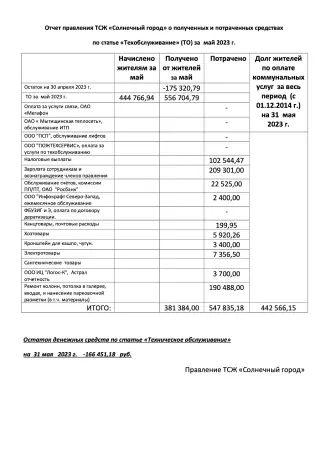 Отчет правления ТСЖ «Солнечный город» о полученных и потраченных средствах
по статье «Техобслуживание» (ТО) за май 2023 г.
Начислено жителям за май
Получено от жителей за май
Потрачено
Долг жителей по оплате коммунальных услуг за весь период (с 01.12.2014 г.) на 31 мая 2023 г.
Остаток на 30 апреля 2023 г. -175 320,79
ТО за май 2023 г. 444 766,94 556 704,79
Оплата за услуги связи, ОАО «Мегафон -
ОАО « Мытищинская теплосеть», обслуживание ИТП -
ООО "ПСП", обслуживание лифтов -
ООО "ПОЖТЕХСЕРВИС», оплата за услуги по техобслуживанию -
Налоговые выплаты 102 544,47
Зарплата сотрудникам и вознаграждение членов правления 209 301,00
Обслуживание счётов, комиссии ПП/ПТ, ОАО "Росбанк" 22 525,00
ООО "Инфокрафт Северо-Запад, ежемесячное обслуживание 2 400,00
ФБУЗИГ и Э, оплата по договору дератизации. -
Канцтовары, почтовые расходы 199,95
Хозтовары 5 920,26
Кронштейн для кашпо, чугун. 3 400,00
Электротовары 7 356,50
Сантехнические товары
ООО ИЦ "Логос-К", Астрал отчетность 3 700,00
Ремонт колонн, потолка в галерее, входая, и нанесение парковочной разметки (в т.ч. материалы) 190 488,00
ИТОГО: 381 384,00 547 835,18 442 566,15
Остаток денежных средств по статье «Техническое обслуживание»
на 31 мая 2023 г. -166 451,18 руб.
Правление ТСЖ «Солнечный город»